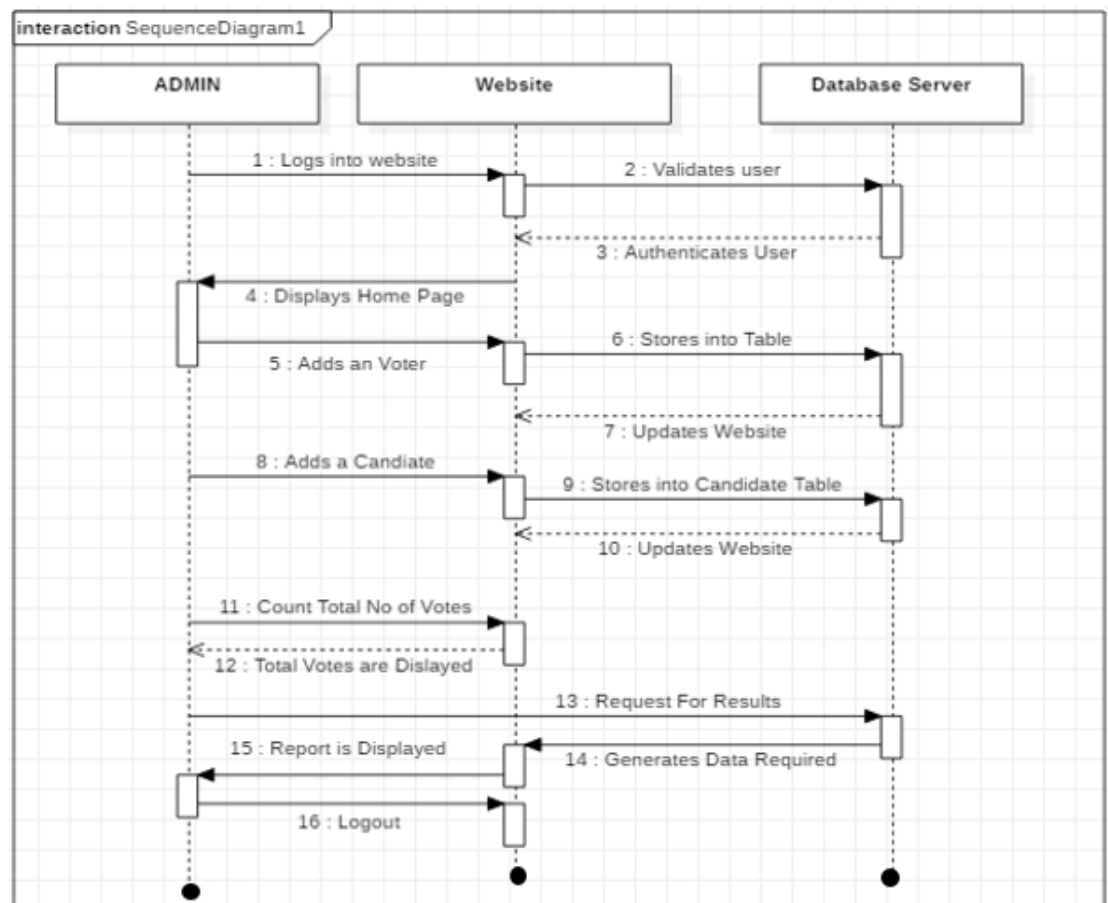 interaction SequenceDiagram1
ADMIN
Website
Database Server
1 : Logs into website
2 : Validates user
3 : Authenticates User
4 : Displays Home Page
5 : Adds an Voter
6 : Stores into Table
7 : Updates Website
8 : Adds a Candiate
9 : Stores into Candidate Table
10 : Updates Website
11 : Count Total No of Votes
12 : Total Votes are Dislayed
13 : Request For Results
14 : Generates Data Required
15 : Report is Displayed
16 : Logout